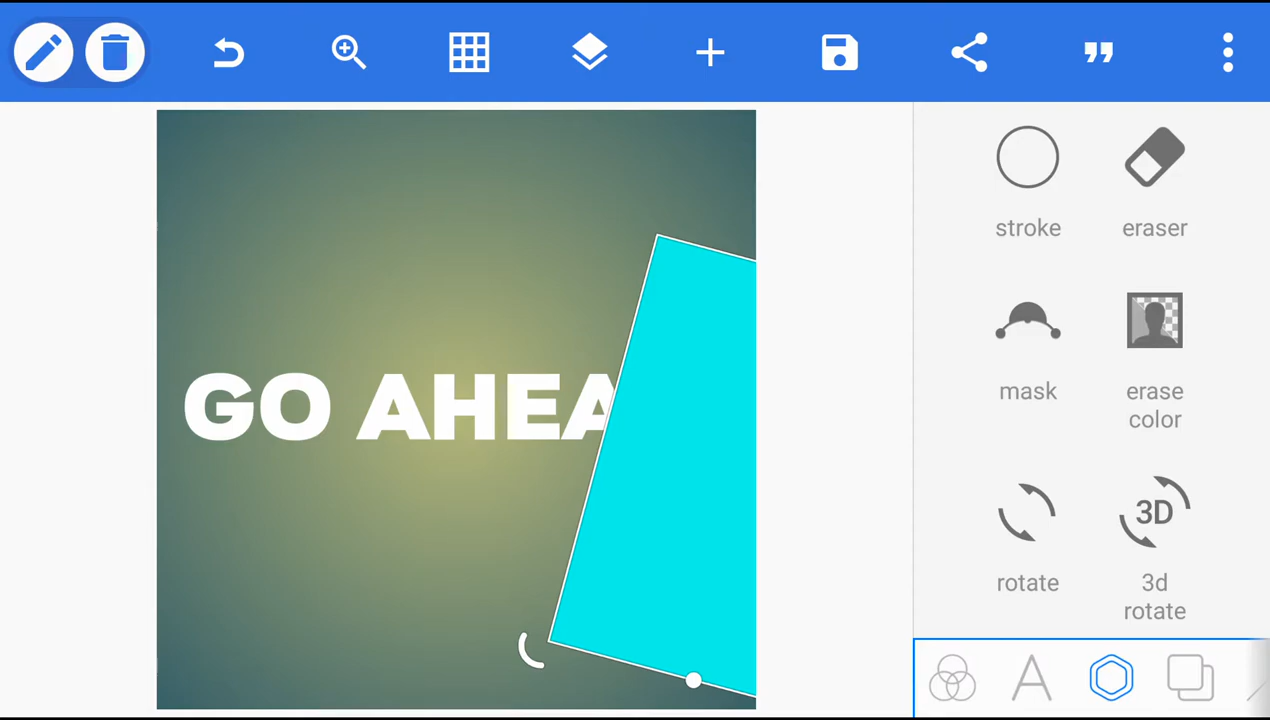 stroke
eraser
GO AHEA
mask
erase
color
3D
rotate
3d
rotate
A